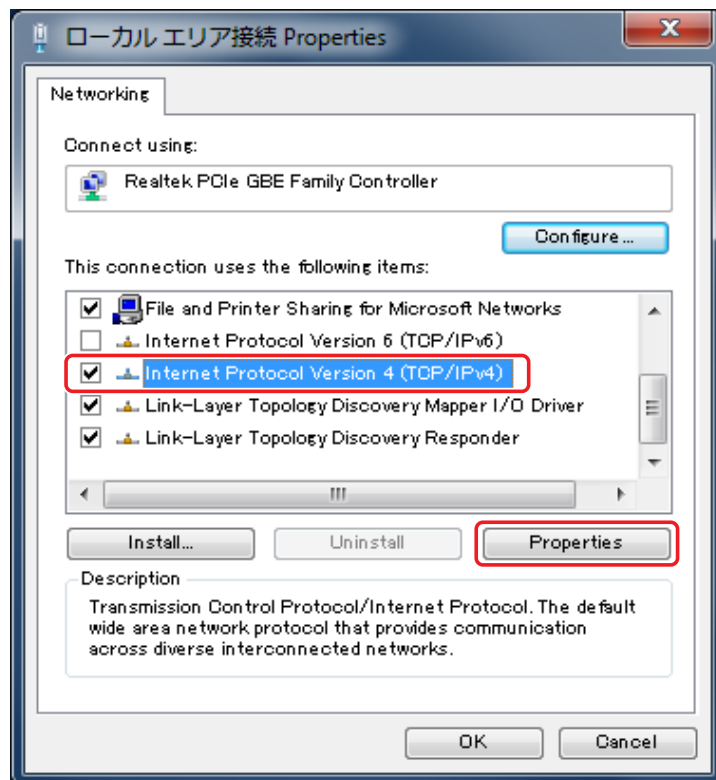 ローカル エリア接続 Properties
Networking
Connect using:
Realtek PCIe GBE Family Controller
Configure...
This connection uses the following items:
File and Printer Sharing for Microsoft Networks
Internet Protocol Version 6 (TCP/IPv6)
Internet Protocol Version 4 (TCP/IPv4)
Link-Layer Topology Discovery Mapper I/O Driver
Link-Layer Topology Discovery Responder
Install...
Uninstall
Properties
Description
Transmission Control Protocol/Internet Protocol. The default
wide area network protocol that provides communication
across diverse interconnected networks.
OK
Cancel